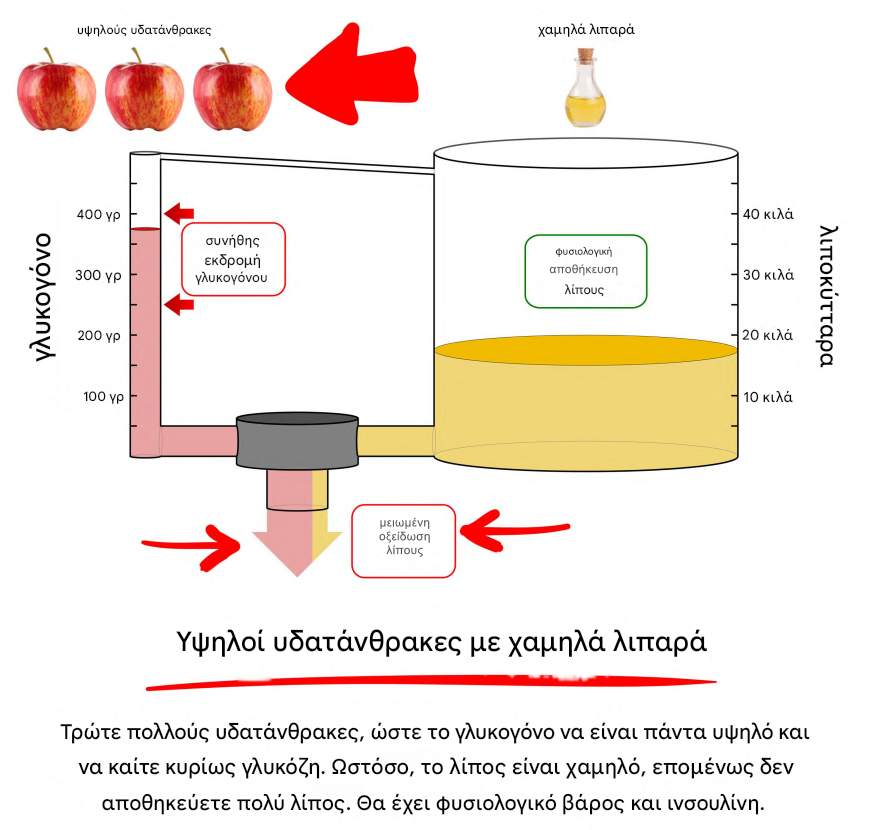 υψηλούς υδατάνθρακες
χαμηλά λιπαρά
γλυκογόνο
400 γρ
300 γρ
200 γρ
100 γρ
συνήθης
εκδρομή
γλυκογόνου
φυσιολογική
αποθήκευση
λίπους
40 κιλά
30 κιλά
20 κιλά
10 κιλά
λιποκύτταρα
μειωμένη
οξείδωση
λίπους
Υψηλοί υδατάνθρακες με χαμηλά λιπαρά
Τρώτε πολλούς υδατάνθρακες, ώστε το γλυκογόνο να είναι πάντα υψηλό και
να καίτε κυρίως γλυκόζη. Ωστόσο, το λίπος είναι χαμηλό, επομένως δεν
αποθηκεύετε πολύ λίπος. Θα έχει φυσιολογικό βάρος και ινσουλίνη.